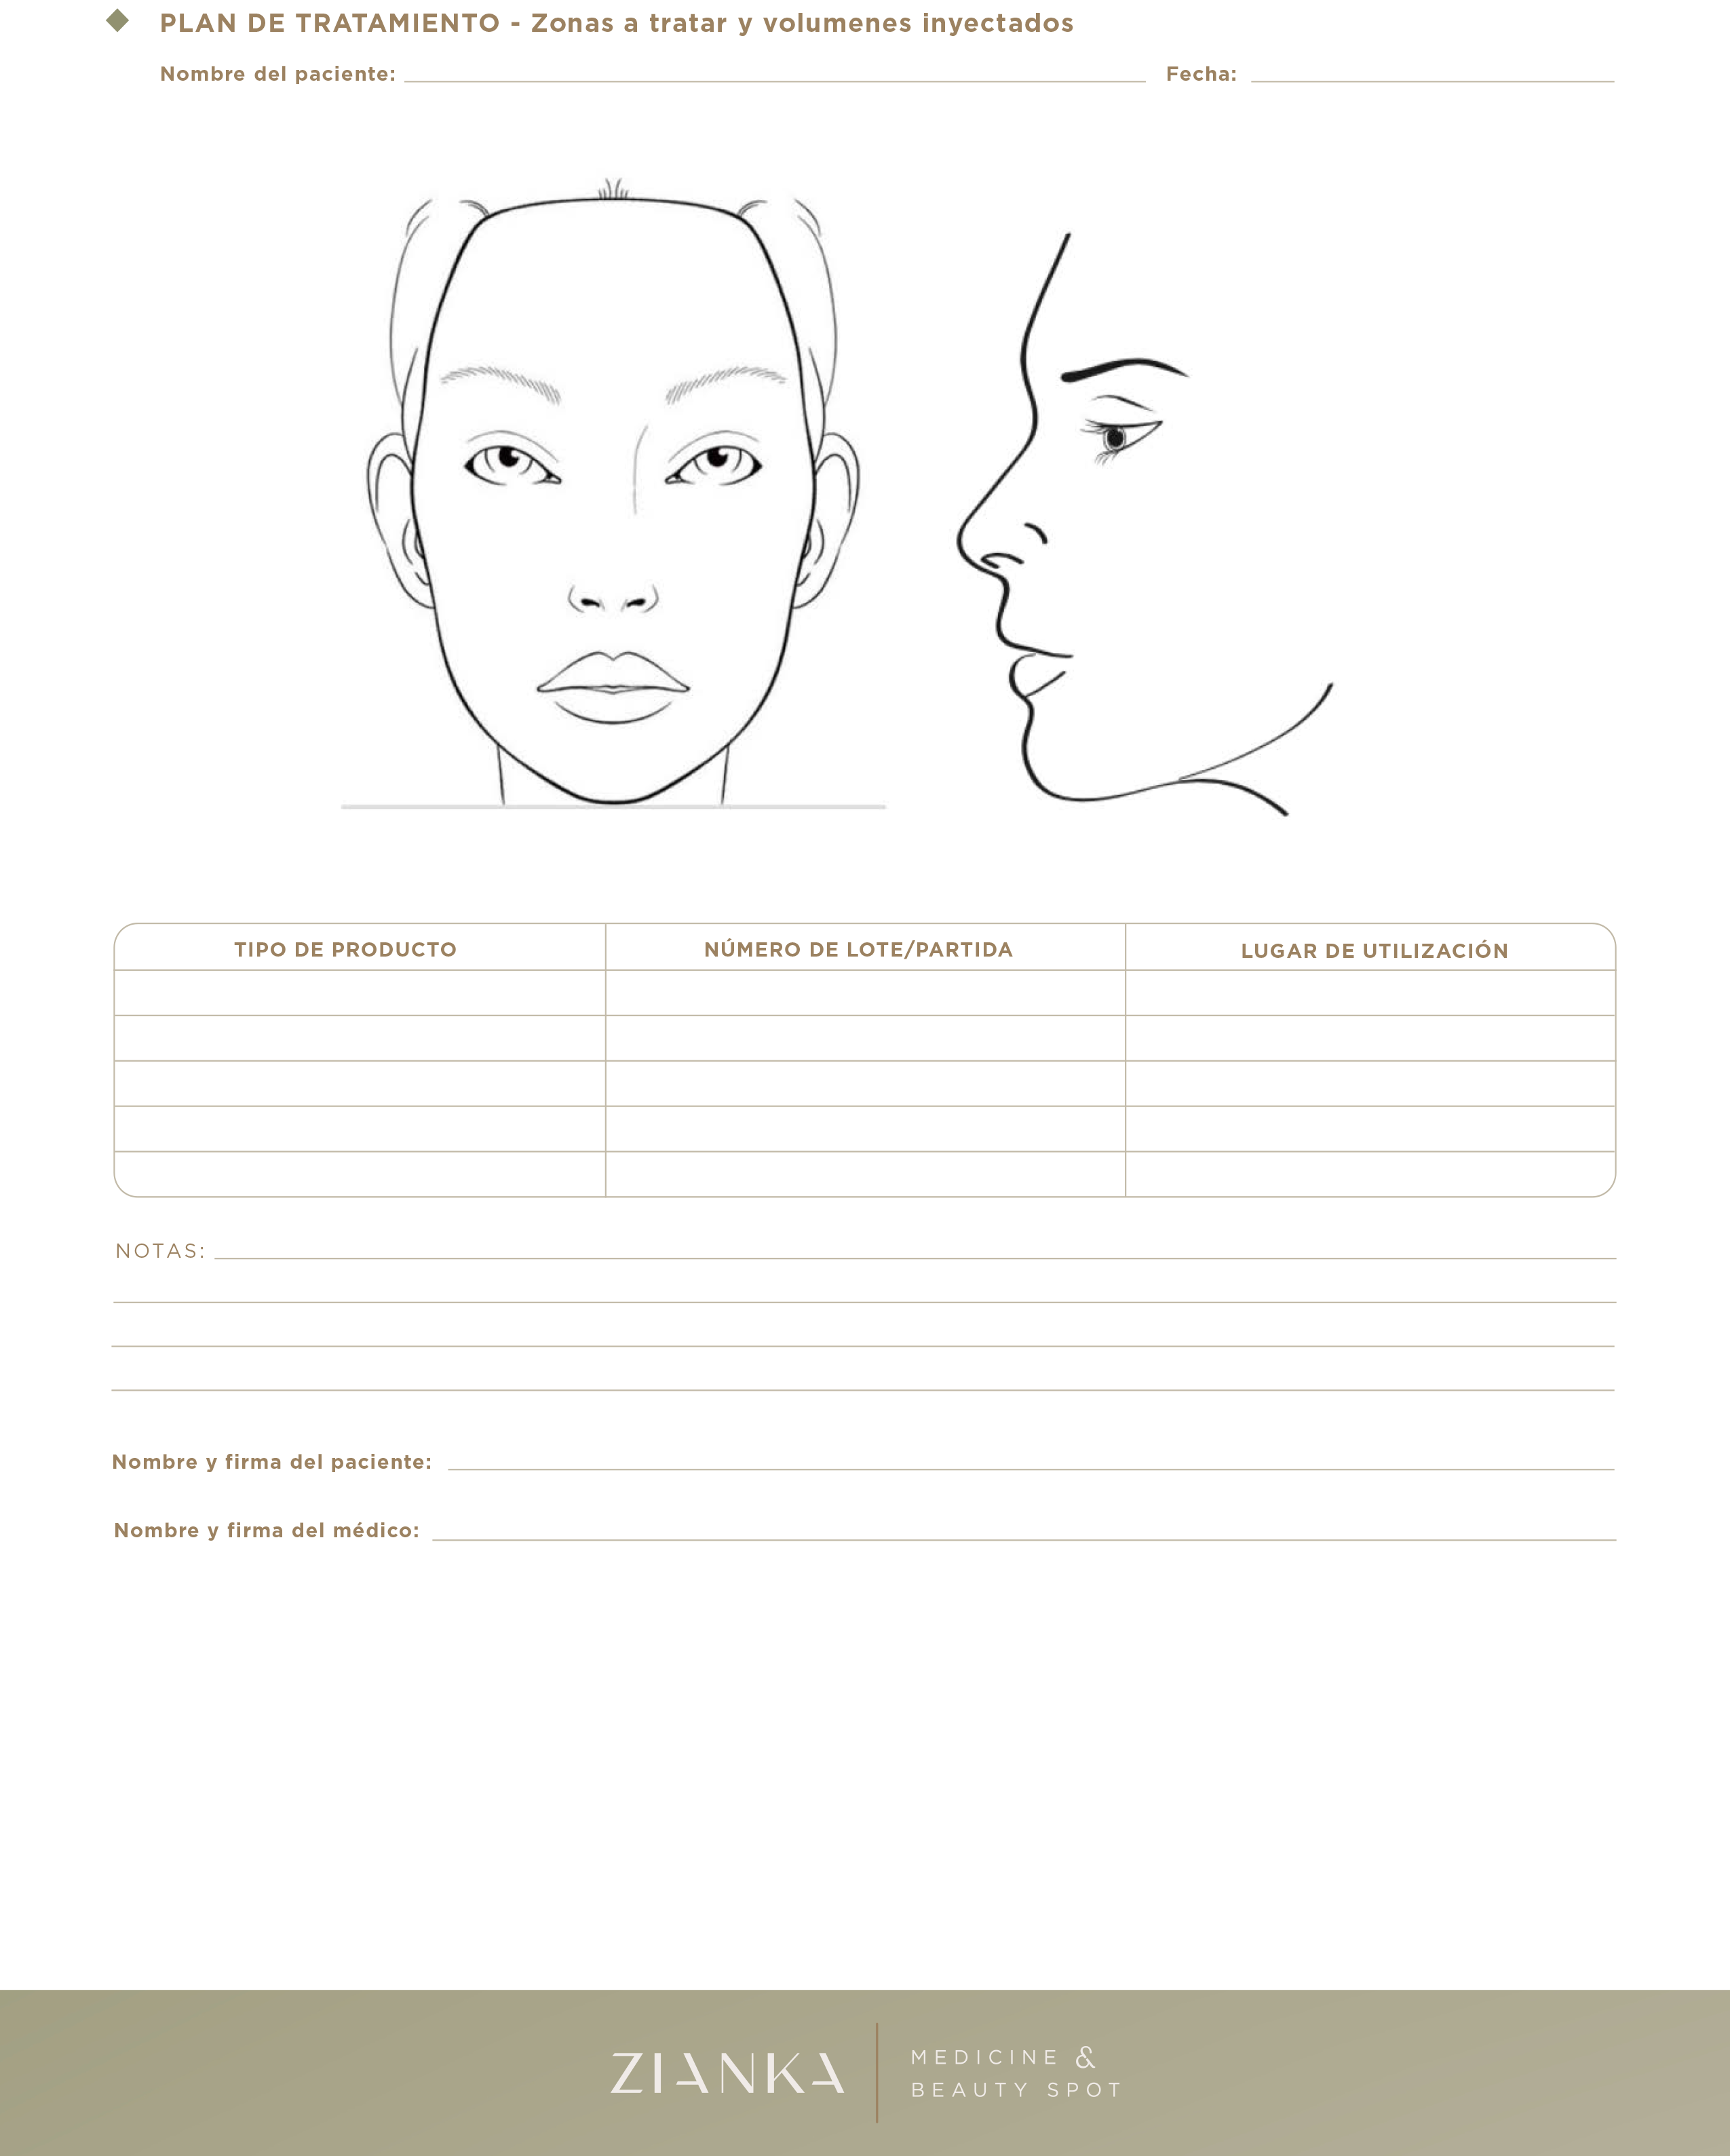 PLAN DE TRATAMIENTO - Zonas a tratar y volumenes inyectados
Nombre del paciente: Fecha:
TIPO DE PRODUCTO NÚMERO DE LOTE/PARTIDA LUGAR DE UTILIZACIÓN
NOTAS:
Nombre y firma del paciente:
Nombre y firma del médico:
ZIANKA
MEDICINE &
BEAUTY SPOT